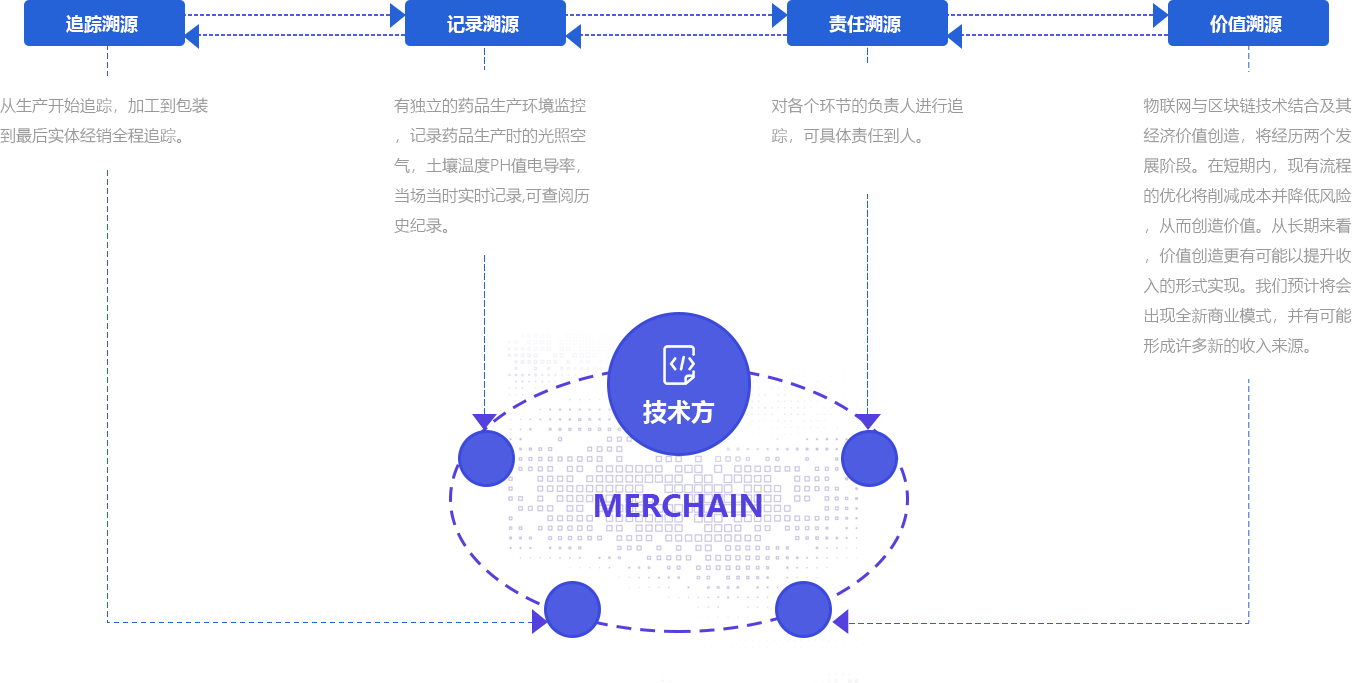 追踪溯源
记录溯源
责任溯源
价值溯源
从生产开始追踪，加工到包装
到最后实体经销全程追踪。
有独立的药品生产环境监控
，记录药品生产时的光照空
气，土壤温度PH值电导率，
当场当时实时记录,可查阅历
史纪录。
对各个环节的负责人进行追
踪，可具体责任到人。
物联网与区块链技术结合及其
经济价值创造，将经历两个发
展阶段。在短期内，现有流程
的优化将削减成本并降低风险
，从而创造价值。从长期来看
，价值创造更有可能以提升收
入的形式实现。我们预计将会
出现全新商业模式，并有可能
形成许多新的收入来源。
技术方
MERCHAIN